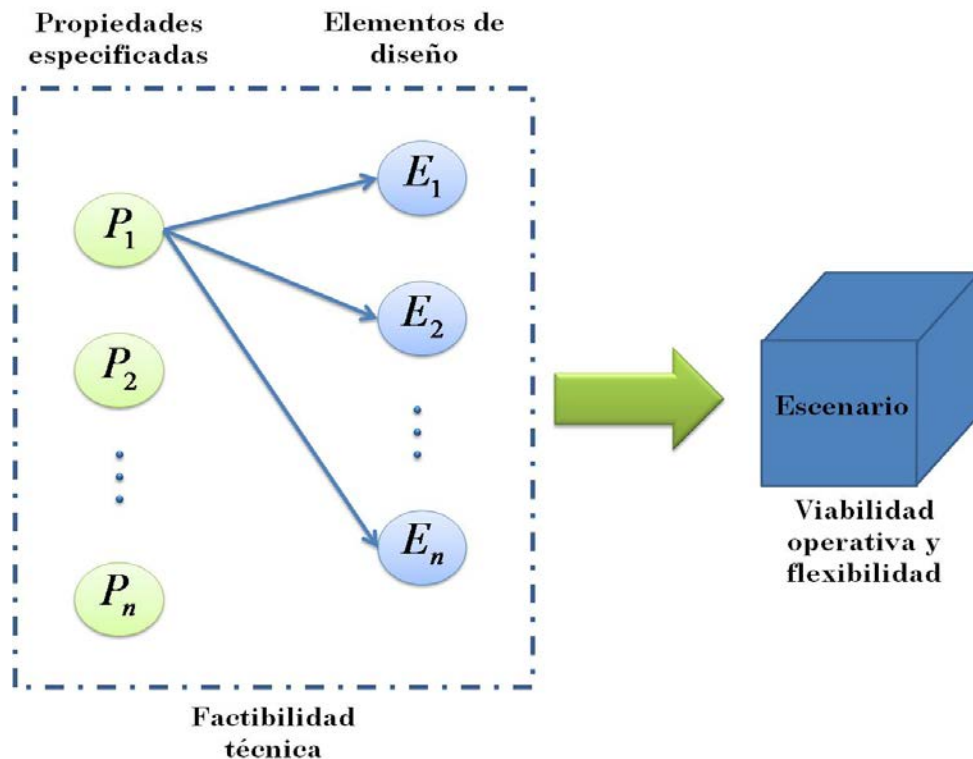 Propiedades
especificadas
Elementos de
diseño
P1
P2
Pn
E1
E2
En
Escenario
Viabilidad
operativa y
flexibilidad
Factibilidad
técnica